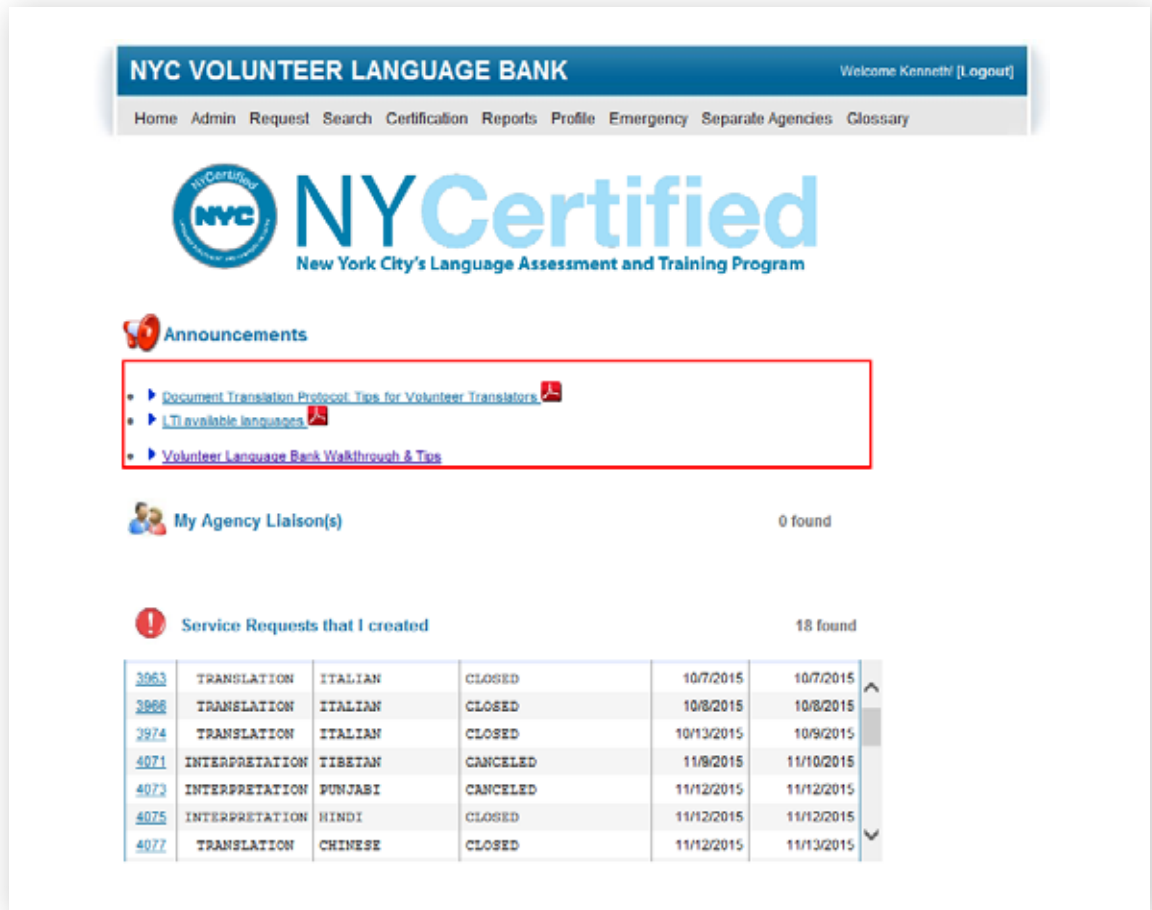 NYC VOLUNTEER LANGUAGE BANK Welcome Kenneth! [Logout]
Home Admin Request Search Certification Reports Profile Emergency Separate Agencies Glossary
NYCertified
NYC
NYCertified
New York City's Language Assessment and Training Program
Announcements
Document Translation Protocol: Tips for Volunteer Translators
LTI available languages
Volunteer Language Bank Walkthrough & Tips
My Agency Liaison(s) 0 found
Service Requests that I created 18 found
3963 TRANSLATION ITALIAN CLOSED 10/7/2015 10/7/2015
3966 TRANSLATION ITALIAN CLOSED 10/8/2015 10/8/2015
3974 TRANSLATION ITALIAN CLOSED 10/13/2015 10/9/2015
4071 INTERPRETATION TIBETAN CANCELED 11/9/2015 11/10/2015
4073 INTERPRETATION PUNJABI CANCELED 11/12/2015 11/12/2015
4075 INTERPRETATION HINDI CLOSED 11/12/2015 11/12/2015
4077 TRANSLATION CHINESE CLOSED 11/12/2015 11/13/2015